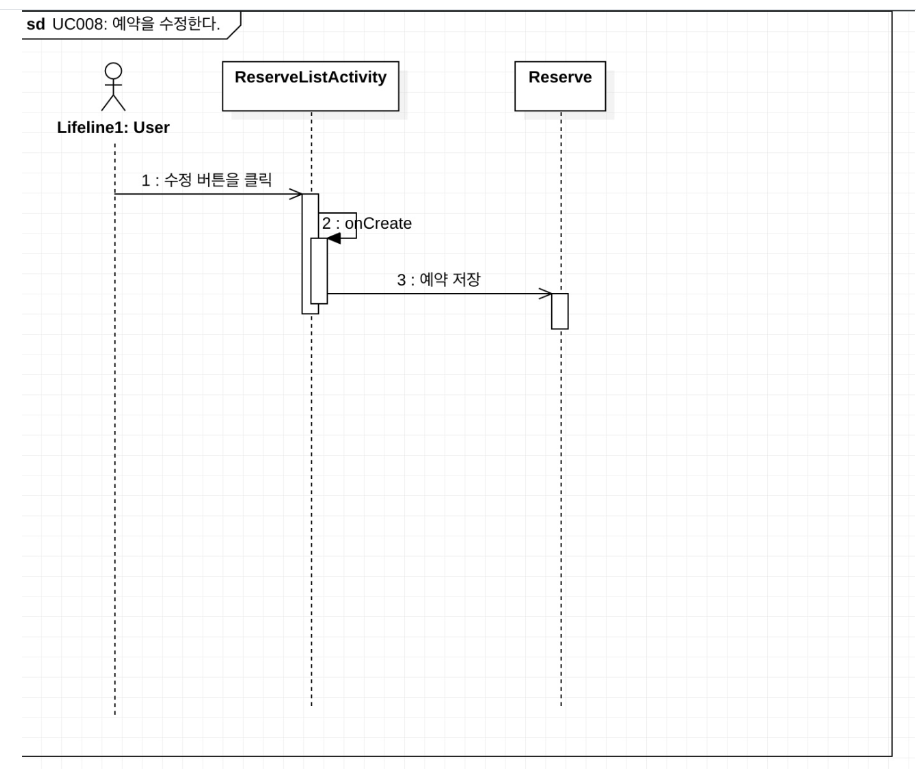 sd UC008: 예약을 수정한다.
ReserveListActivity
Reserve
Lifeline1: User
1 : 수정 버튼을 클릭
2 : onCreate
3 : 예약 저장